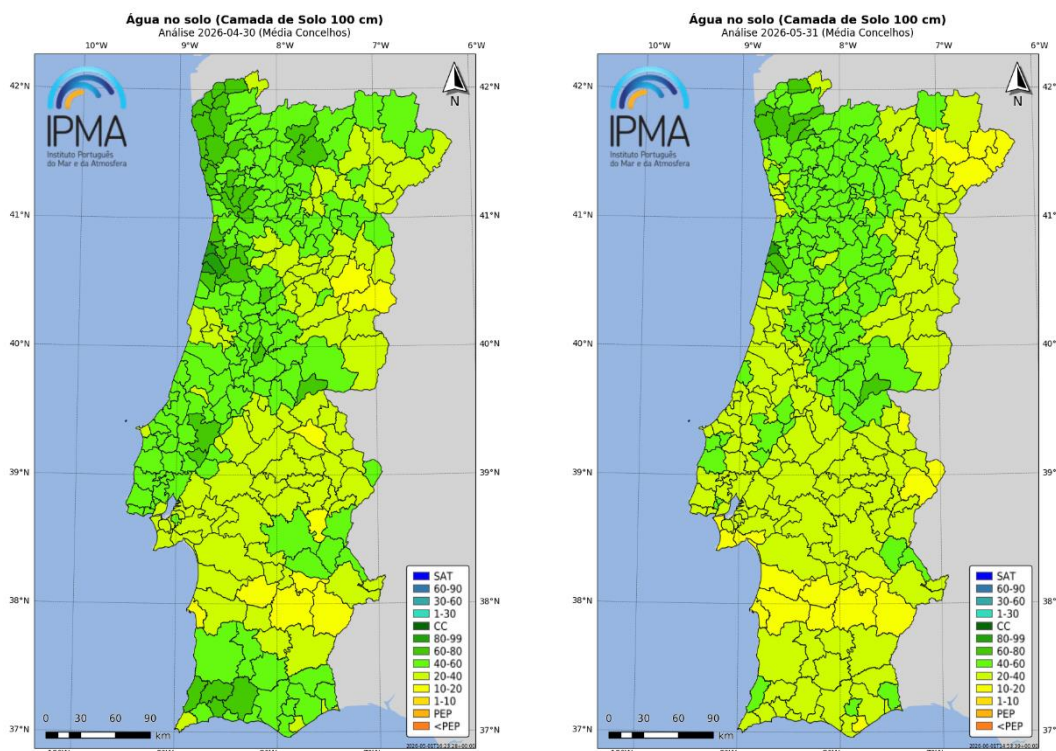 Água no solo (Camada de Solo 100 cm)
Análise 2026-04-30 (Média Concelhos)
10°W 9°W 8°W 7°W 6°W
42°N
41°N
40°N
39°N
38°N
37°N
IPMA
Instituto Português
do Mar e da Atmosfera
N
SAT
60-90
30-60
1-30
CC
80-99
60-80
40-60
20-40
10-20
1-10
PEP
<PEP
0 30 60 90 km
Água no solo (Camada de Solo 100 cm)
Análise 2026-05-31 (Média Concelhos)
10°W 9°W 8°W 7°W 6°W
42°N
41°N
40°N
39°N
38°N
37°N
IPMA
Instituto Português
do Mar e da Atmosfera
N
SAT
60-90
30-60
1-30
CC
80-99
60-80
40-60
20-40
10-20
1-10
PEP
<PEP
0 30 60 90 km